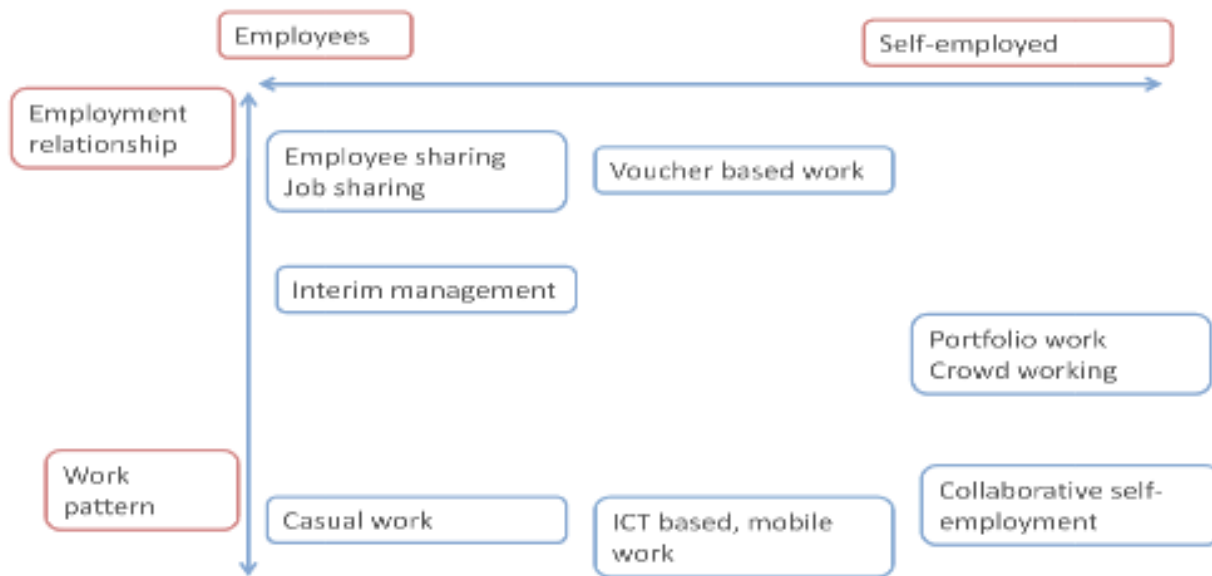 Employees
Self-employed
Employment
relationship
Employee sharing
Job sharing
Voucher based work
Interim management
Portfolio work
Crowd working
Work
pattern
Casual work
ICT based, mobile
work
Collaborative self-
employment